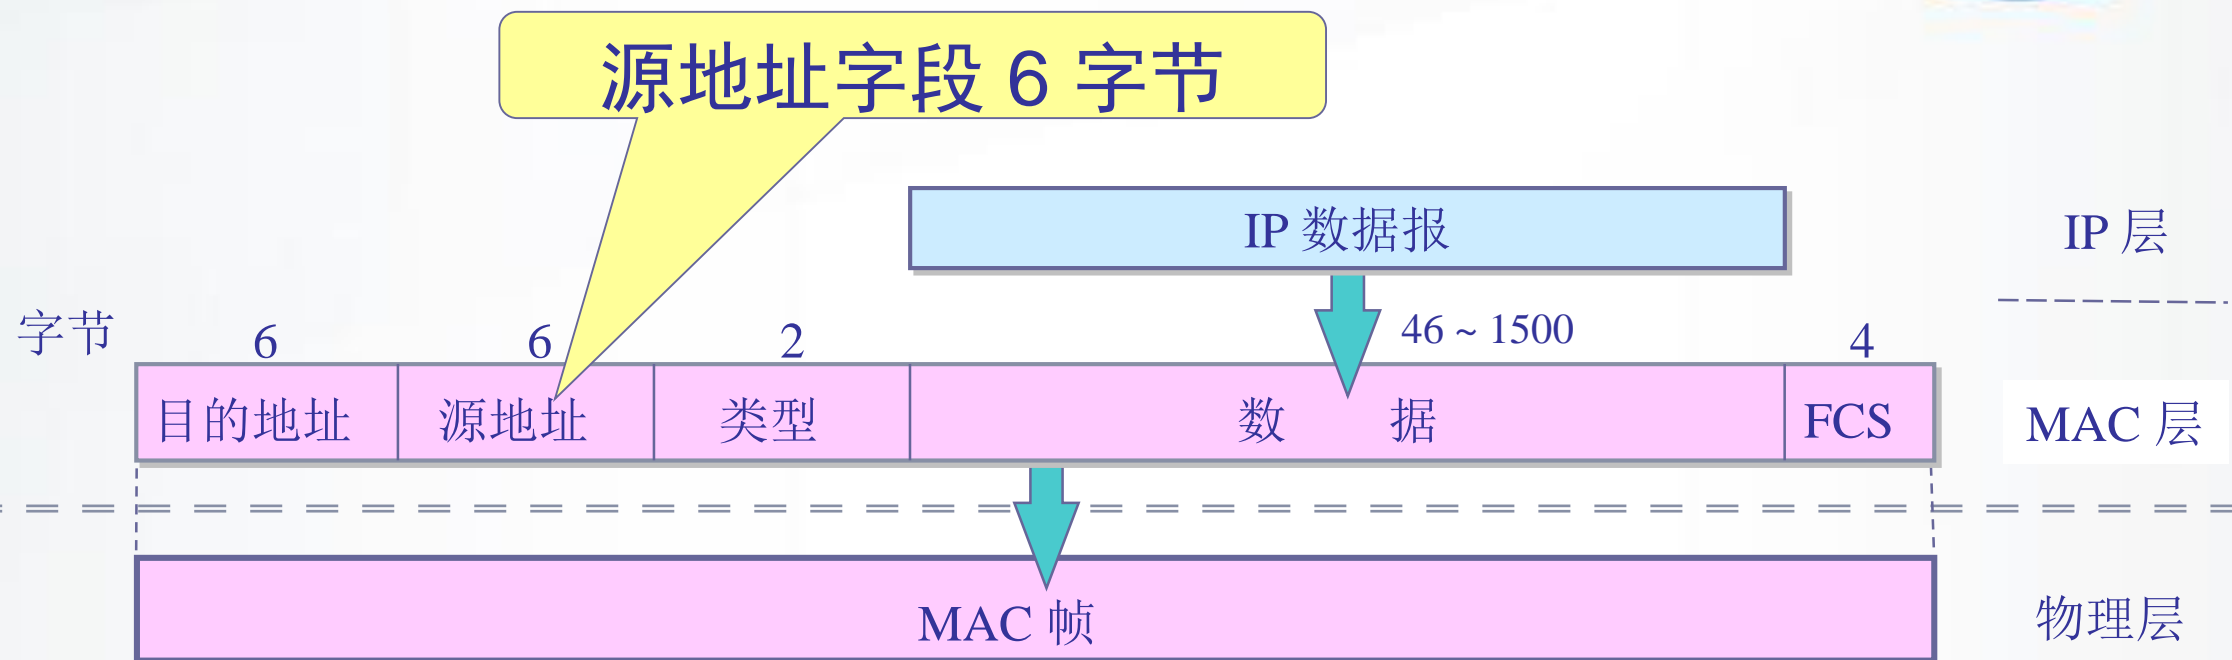 源地址字段 6 字节
IP 数据报
IP 层
字节
6
6
2
46 ~ 1500
4
目的地址
源地址
类型
数 据
FCS
MAC 层
MAC 帧
物理层